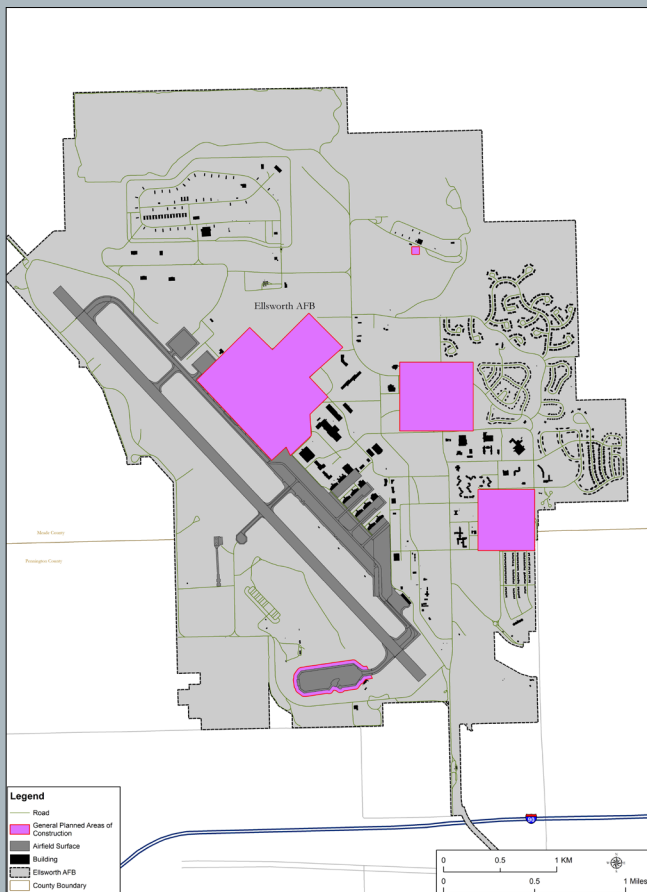 Ellsworth AFB
Meade County
Pennington County
Legend
Road
General Planned Areas of
Construction
Airfield Surface
Building
Ellsworth AFB
County Boundary
0 0.5 1 KM
0 0.5 1 Miles